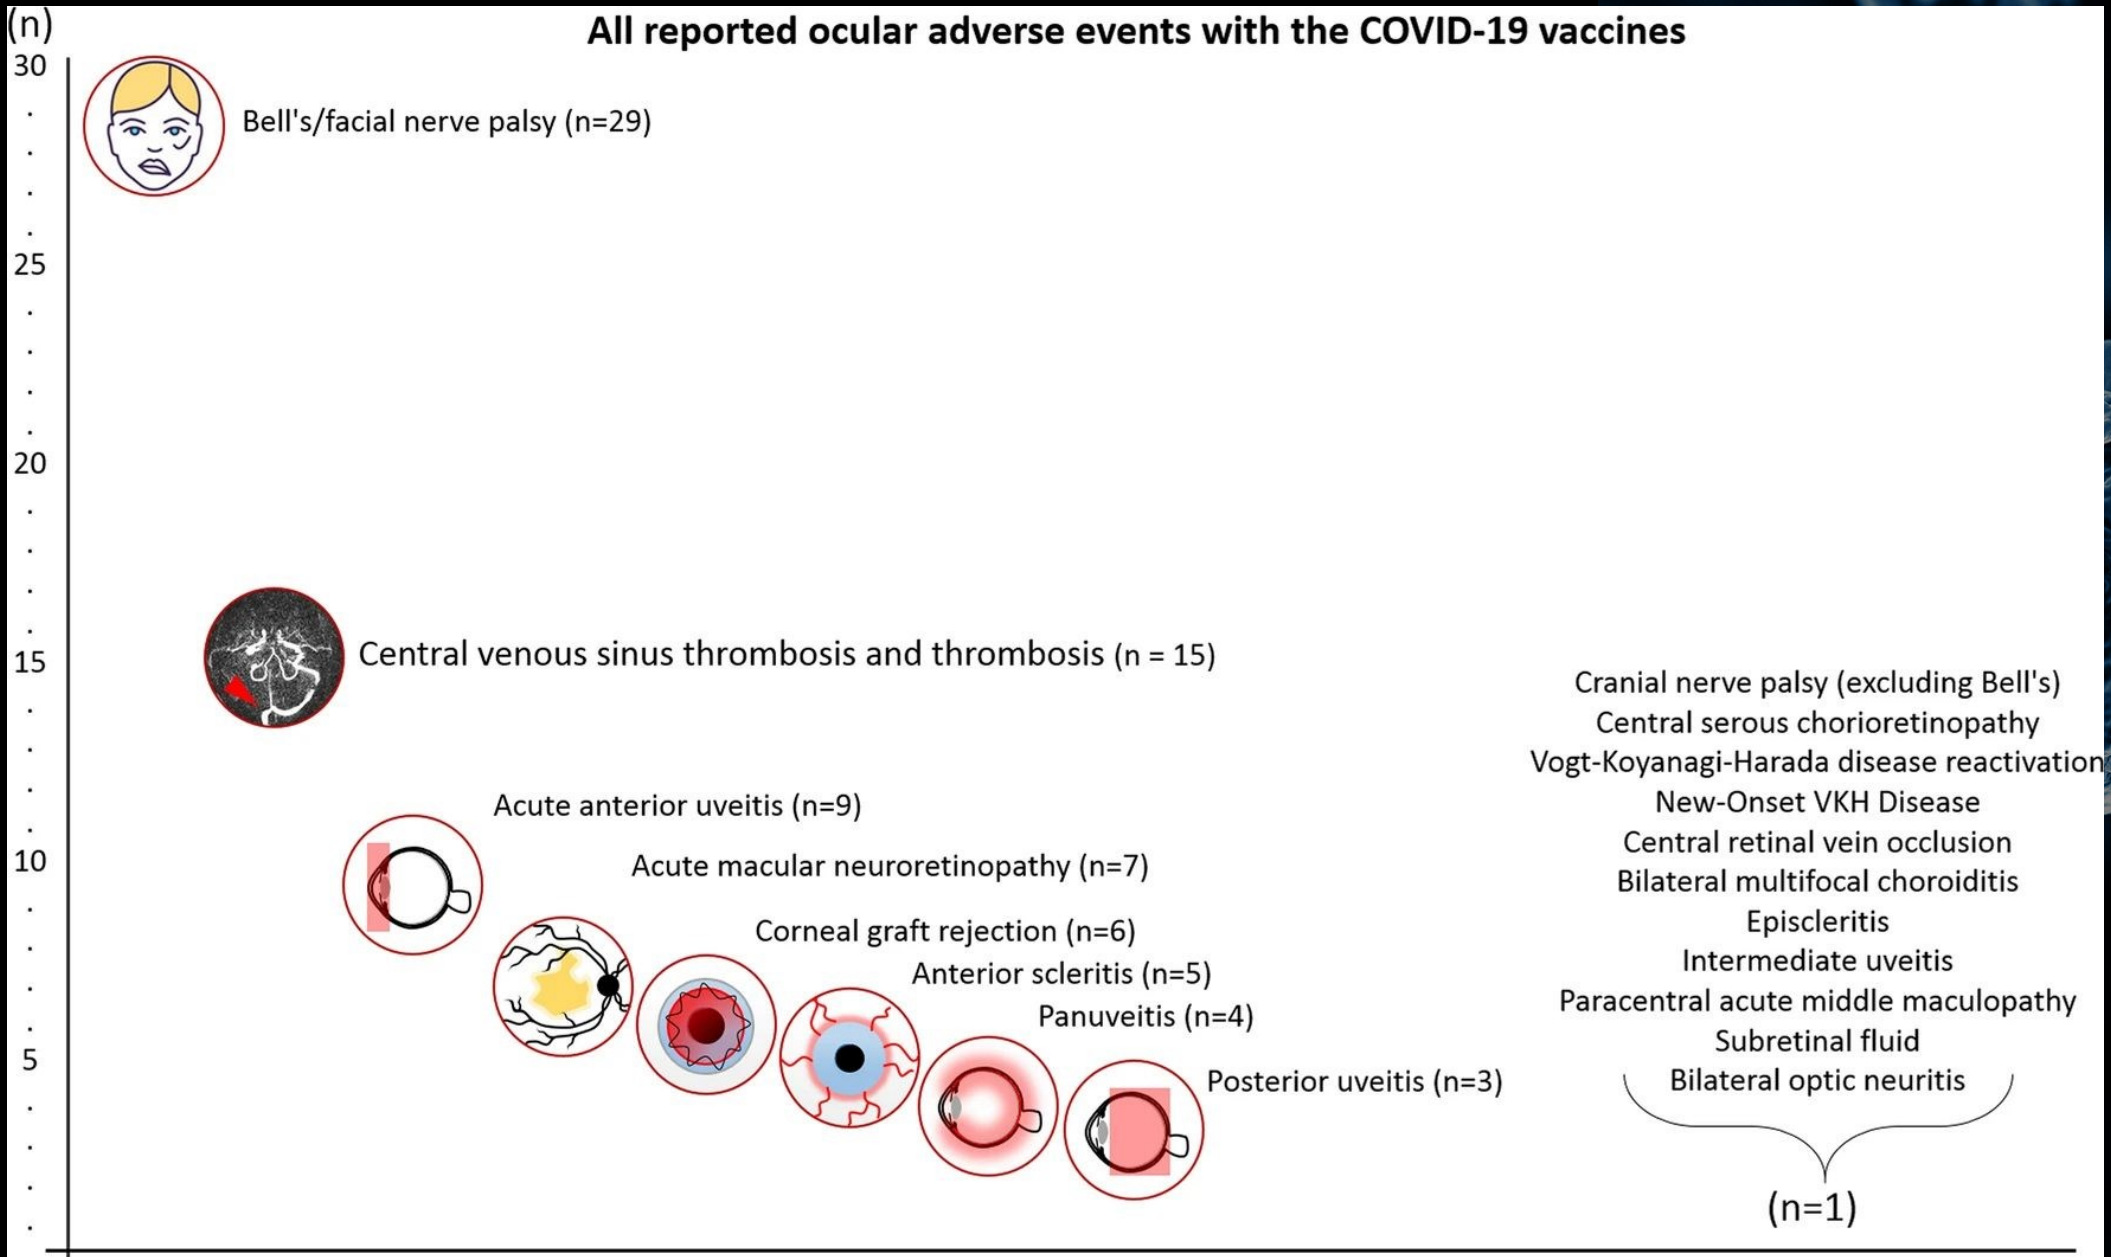 (n)
All reported ocular adverse events with the COVID-19 vaccines
30
Bell's/facial nerve palsy (n=29)
25
20
15
Central venous sinus thrombosis and thrombosis (n = 15)
Acute anterior uveitis (n=9)
10
Acute macular neuroretinopathy (n=7)
Corneal graft rejection (n=6)
Anterior scleritis (n=5)
Panuveitis (n=4)
5
Posterior uveitis (n=3)
Cranial nerve palsy (excluding Bell's)
Central serous chorioretinopathy
Vogt-Koyanagi-Harada disease reactivation
New-Onset VKH Disease
Central retinal vein occlusion
Bilateral multifocal choroiditis
Episcleritis
Intermediate uveitis
Paracentral acute middle maculopathy
Subretinal fluid
Bilateral optic neuritis
(n=1)